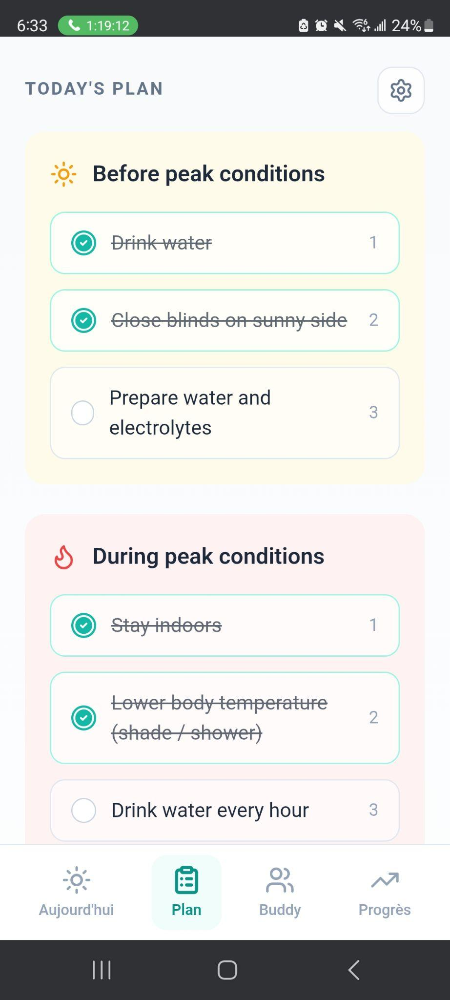 6:33 1:19:12 24%
TODAY'S PLAN
Before peak conditions
Drink water 1
Close blinds on sunny side 2
Prepare water and
electrolytes
3
During peak conditions
Stay indoors 1
Lower body temperature
(shade / shower)
2
Drink water every hour 3
Aujourd'hui Plan Buddy Progrès